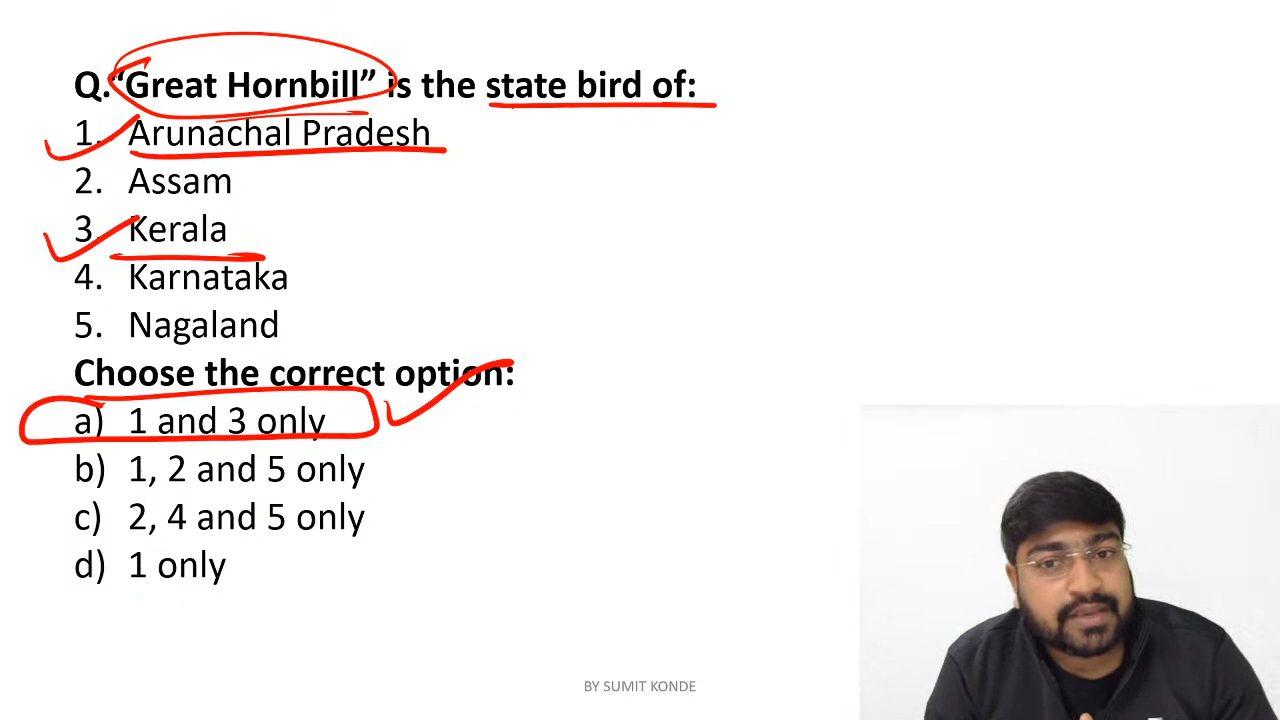 Q. “Great Hornbill” is the state bird of:
1. Arunachal Pradesh
2. Assam
3. Kerala
4. Karnataka
5. Nagaland
Choose the correct option:
a) 1 and 3 only
b) 1, 2 and 5 only
c) 2, 4 and 5 only
d) 1 only
BY SUMIT KONDE